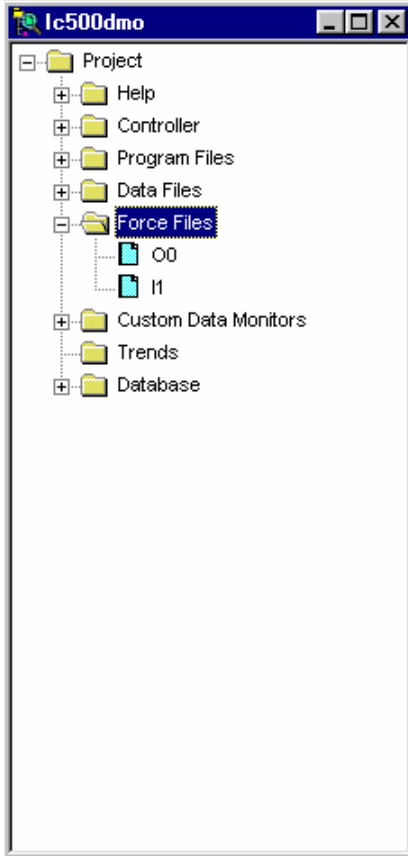 lc500dmo
Project
Help
Controller
Program Files
Data Files
Force Files
O0
I1
Custom Data Monitors
Trends
Database